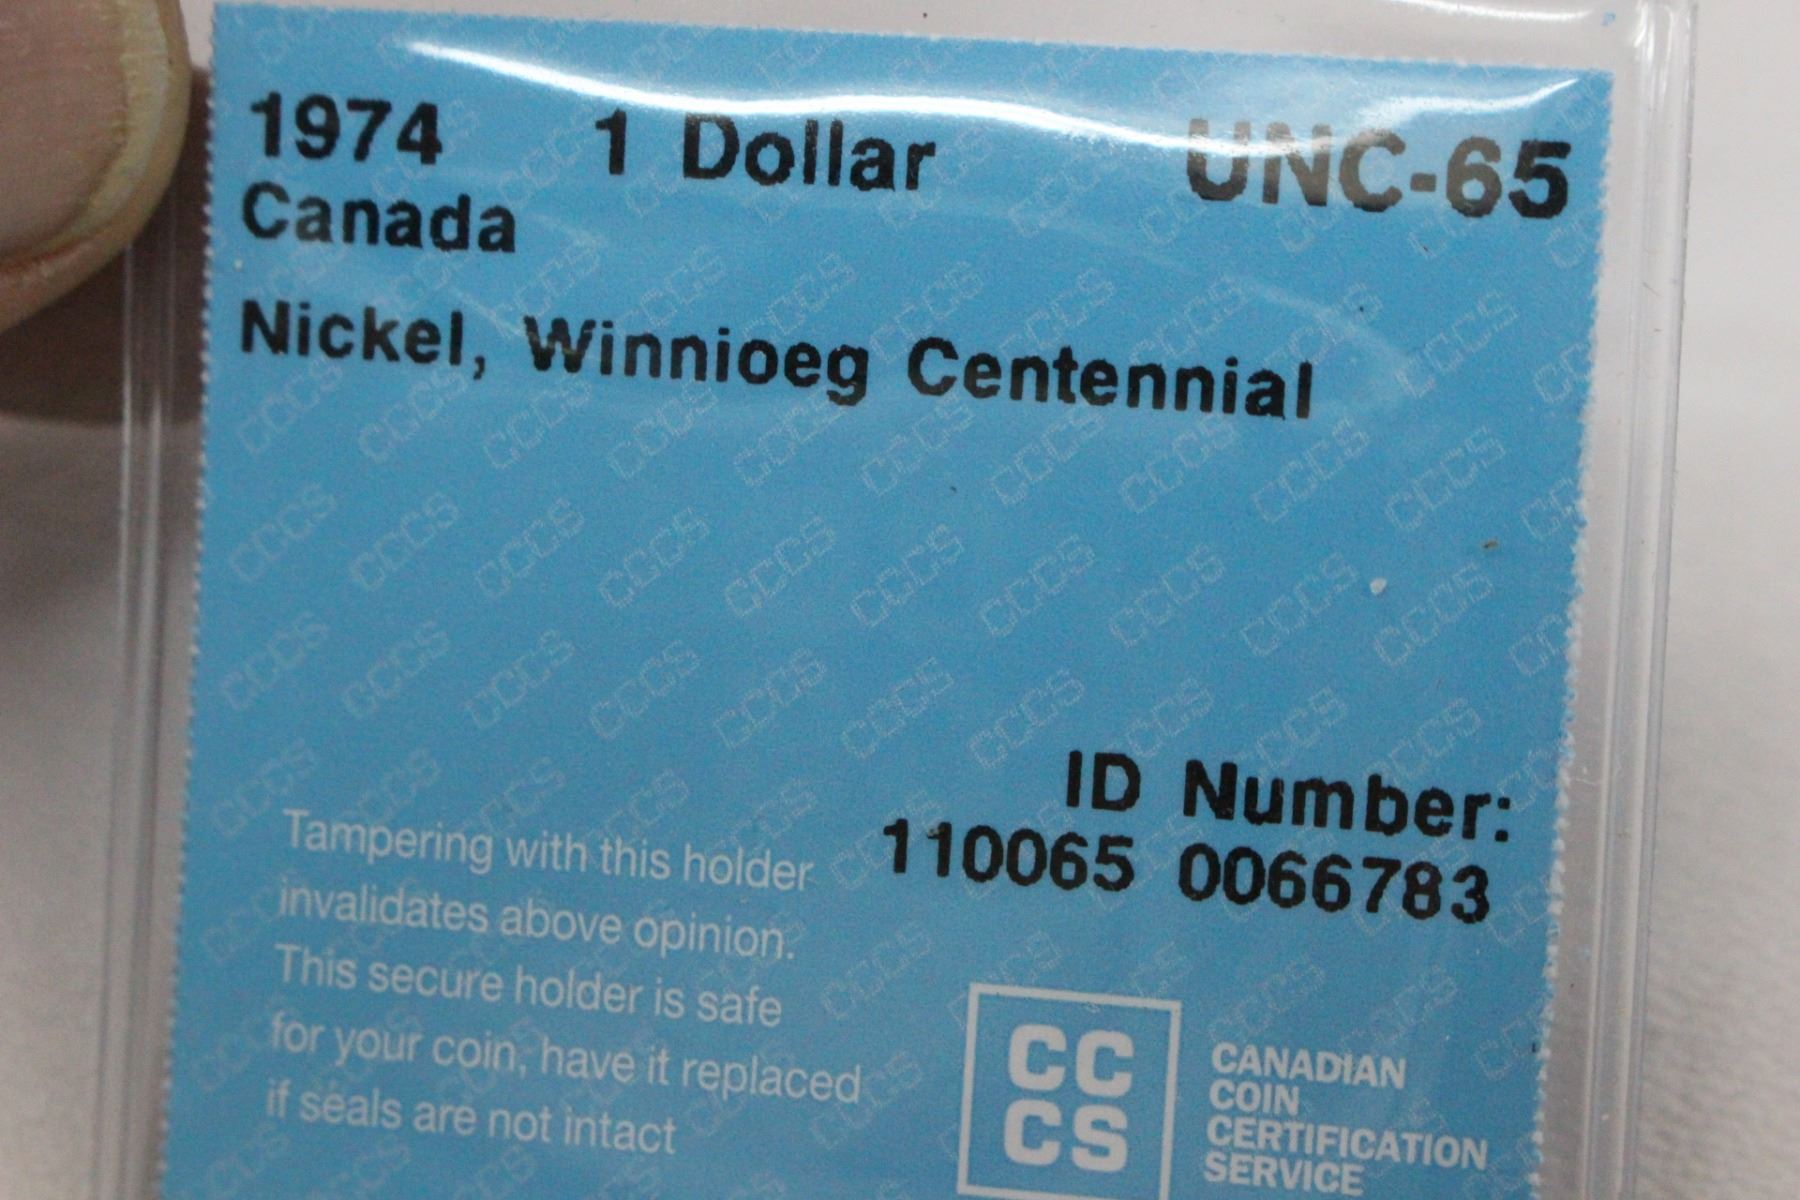 1974 1 Dollar UNC-65
Canada
Nickel, Winnioeg Centennial
ID Number:
110065 0066783
Tampering with this holder
invalidates above opinion.
This secure holder is safe
for your coin, have it replaced
if seals are not intact
CC
CS
CANADIAN
COIN
CERTIFICATION
SERVICE